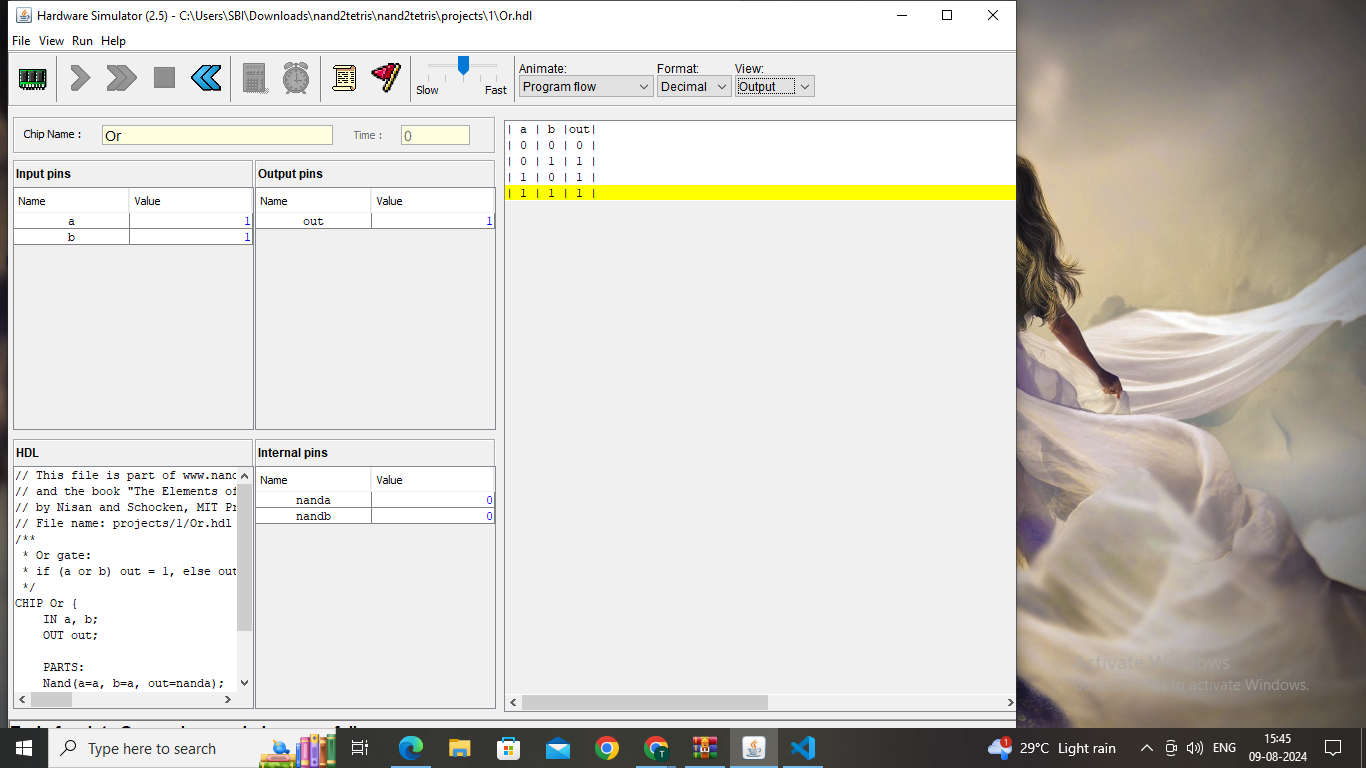 Hardware Simulator (2.5) - C:\Users\SBI\Downloads\nand2tetris\nand2tetris\projects\1\Or.hdl
File View Run Help
Slow Fast
Animate: Format: View:
Program flow Decimal Output
Chip Name : Or Time : 0
| a | b |out|
| 0 | 0 | 0 |
| 0 | 1 | 1 |
| 1 | 0 | 1 |
| 1 | 1 | 1 |
Input pins
Name Value
a 1
b 1
Output pins
Name Value
out 1
HDL
// This file is part of www.nand
// and the book "The Elements of
// by Nisan and Schocken, MIT Pr
// File name: projects/1/Or.hdl
/**
* Or gate:
* if (a or b) out = 1, else out
*/
CHIP Or {
IN a, b;
OUT out;
PARTS:
Nand(a=a, b=a, out=nanda);
Internal pins
Name Value
nanda 0
nandb 0
Activate Windows
to activate Windows.
Type here to search
1
29°C Light rain
ENG
15:45
09-08-2024